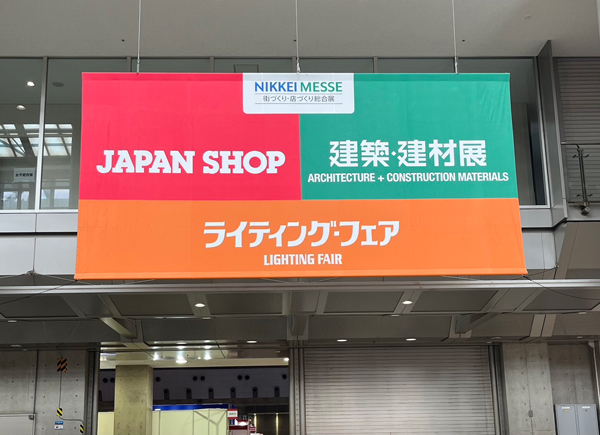 NIKKEI MESSE
街づくり・店づくり総合展
JAPAN SHOP
建築・建材展
ARCHITECTURE + CONSTRUCTION MATERIALS
ライティング・フェア
LIGHTING FAIR